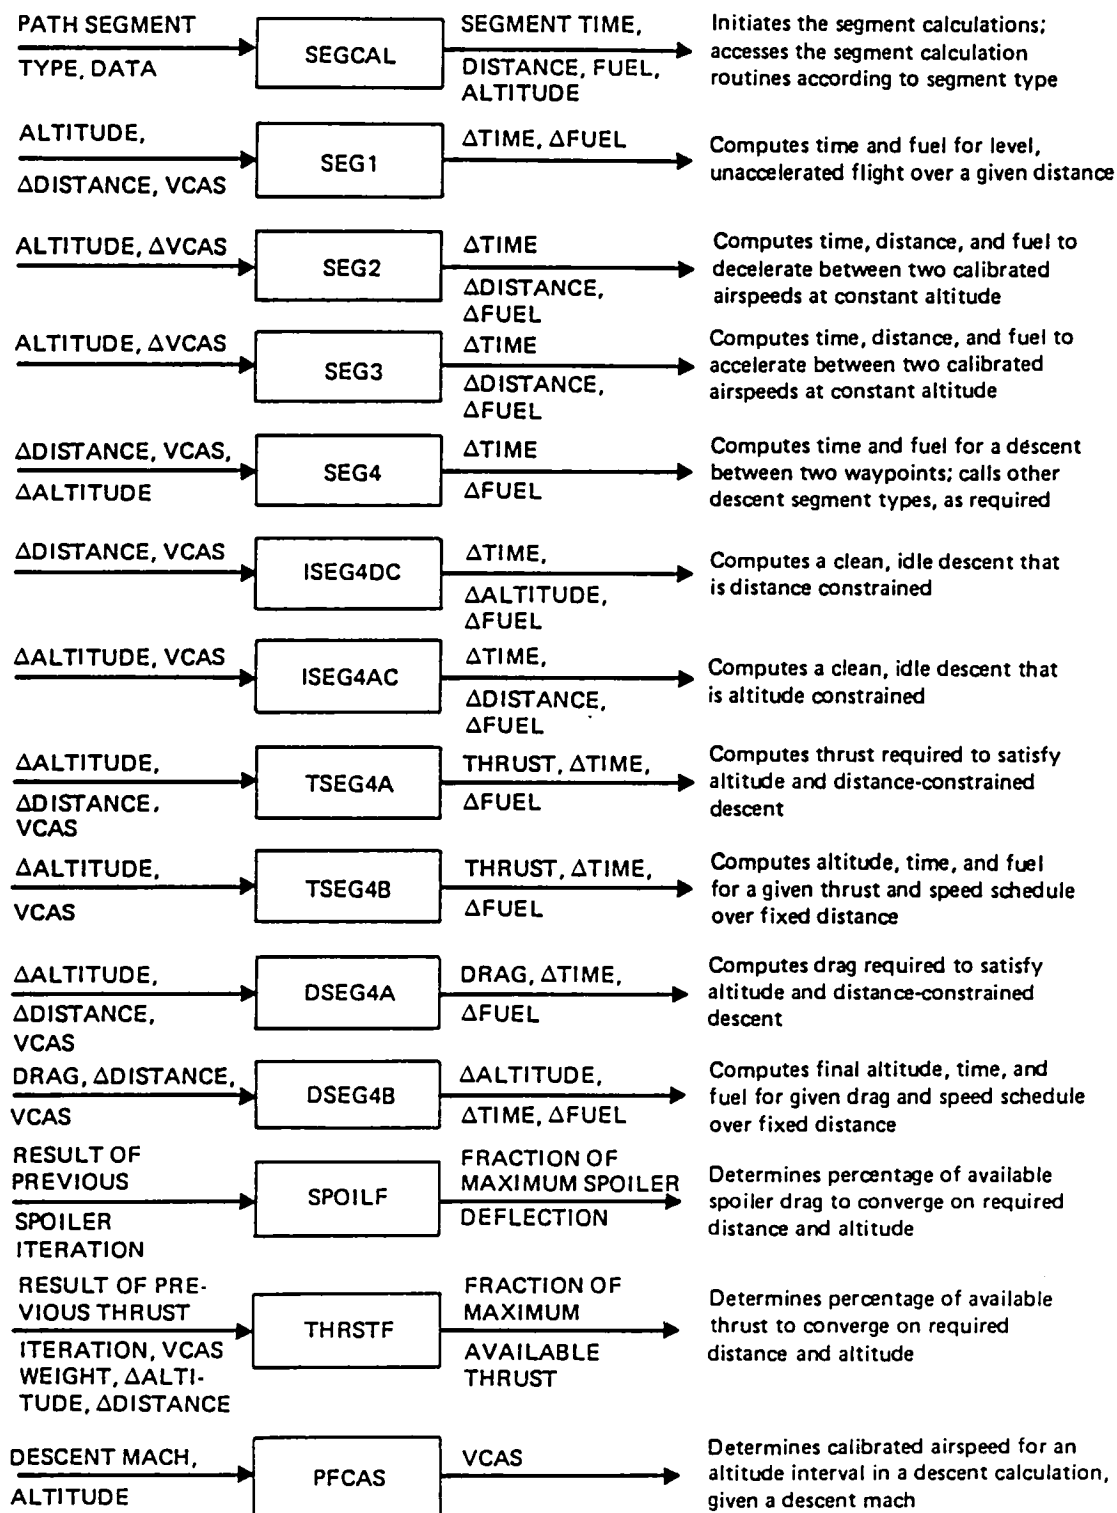 PATH SEGMENT
TYPE, DATA
SEGCAL
SEGMENT TIME,
DISTANCE, FUEL,
ALTITUDE
Initiates the segment calculations;
accesses the segment calculation
routines according to segment type
ALTITUDE,
ΔDISTANCE, VCAS
SEG1
ΔTIME, ΔFUEL
Computes time and fuel for level,
unaccelerated flight over a given distance
ALTITUDE, ΔVCAS
SEG2
ΔTIME
ΔDISTANCE,
ΔFUEL
Computes time, distance, and fuel to
decelerate between two calibrated
airspeeds at constant altitude
ALTITUDE, ΔVCAS
SEG3
ΔTIME
ΔDISTANCE,
ΔFUEL
Computes time, distance, and fuel to
accelerate between two calibrated
airspeeds at constant altitude
ΔDISTANCE, VCAS,
ΔALTITUDE
SEG4
ΔTIME
ΔFUEL
Computes time and fuel for a descent
between two waypoints; calls other
descent segment types, as required
ΔDISTANCE, VCAS
ISEG4DC
ΔTIME,
ΔALTITUDE,
ΔFUEL
Computes a clean, idle descent that
is distance constrained
ΔALTITUDE, VCAS
ISEG4AC
ΔTIME,
ΔDISTANCE,
ΔFUEL
Computes a clean, idle descent that
is altitude constrained
ΔALTITUDE,
ΔDISTANCE,
VCAS
TSEG4A
THRUST, ΔTIME,
ΔFUEL
Computes thrust required to satisfy
altitude and distance-constrained
descent
ΔALTITUDE,
VCAS
TSEG4B
THRUST, ΔTIME,
ΔFUEL
Computes altitude, time, and fuel
for a given thrust and speed schedule
over fixed distance
ΔALTITUDE,
ΔDISTANCE,
VCAS
DSEG4A
DRAG, ΔTIME,
ΔFUEL
Computes drag required to satisfy
altitude and distance-constrained
descent
DRAG, ΔDISTANCE,
VCAS
DSEG4B
ΔALTITUDE,
ΔTIME, ΔFUEL
Computes final altitude, time, and
fuel for given drag and speed schedule
over fixed distance
RESULT OF
PREVIOUS
SPOILER
ITERATION
SPOILF
FRACTION OF
MAXIMUM SPOILER
DEFLECTION
Determines percentage of available
spoiler drag to converge on required
distance and altitude
RESULT OF PRE-
VIOUS THRUST
ITERATION, VCAS
WEIGHT, ΔALTI-
TUDE, ΔDISTANCE
THRSTF
FRACTION OF
MAXIMUM
AVAILABLE
THRUST
Determines percentage of available
thrust to converge on required
distance and altitude
DESCENT MACH,
ALTITUDE
PFCAS
VCAS
Determines calibrated airspeed for an
altitude interval in a descent calculation,
given a descent mach